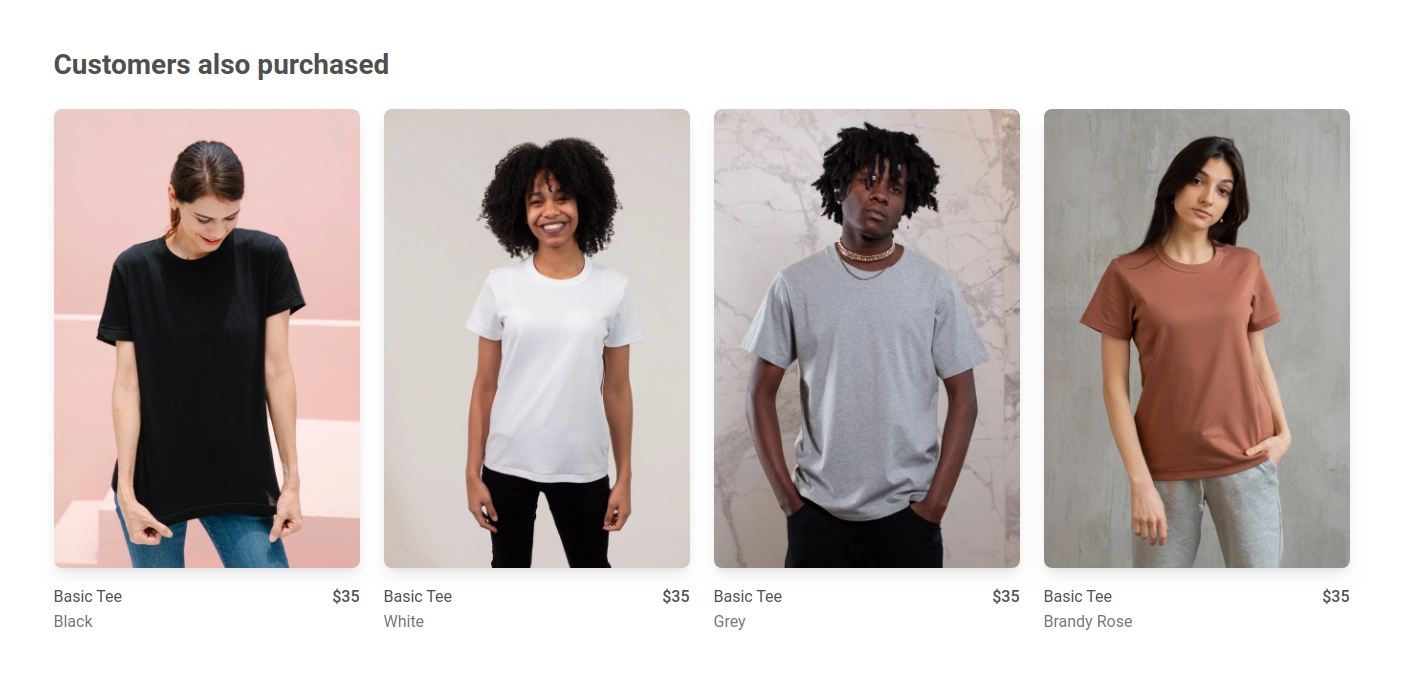 Customers also purchased
Basic Tee $35
Black
Basic Tee $35
White
Basic Tee $35
Grey
Basic Tee $35
Brandy Rose